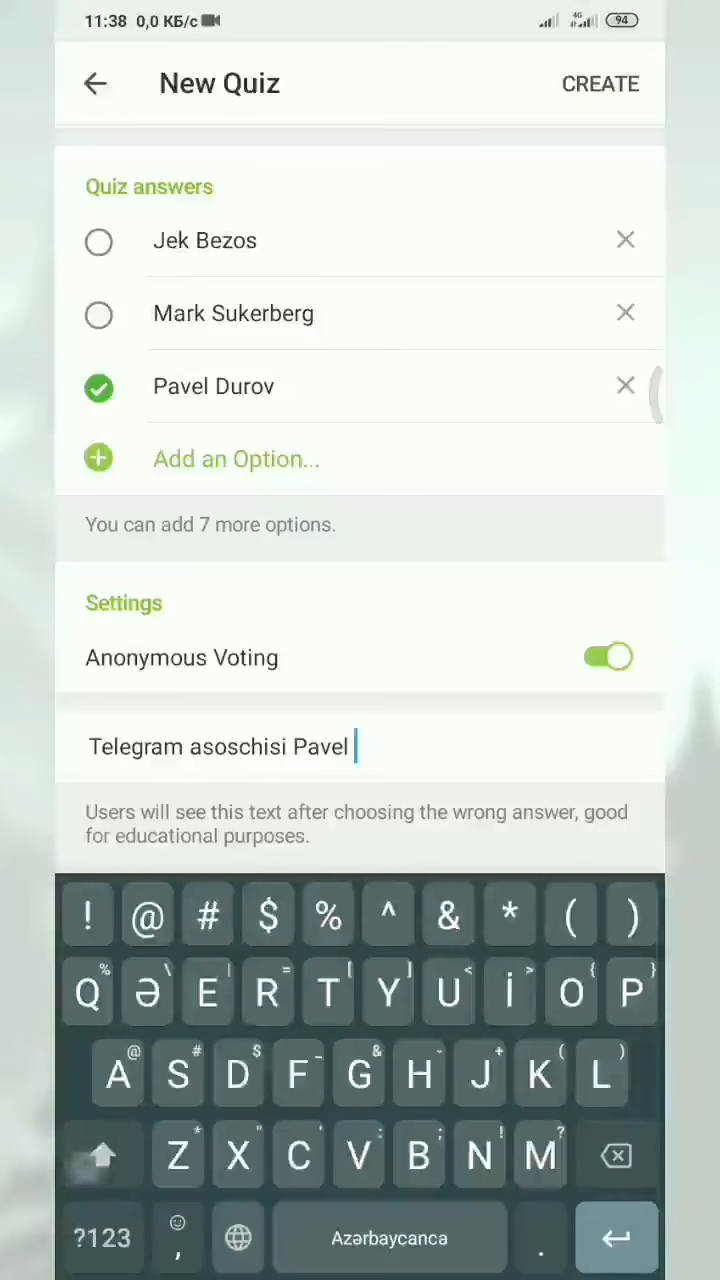 11:38 0,0 КБ/с 4G 94
New Quiz CREATE
Quiz answers
Jek Bezos
Mark Sukerberg
Pavel Durov
Add an Option...
You can add 7 more options.
Settings
Anonymous Voting
Telegram asoschisi Pavel
Users will see this text after choosing the wrong answer, good
for educational purposes.
! @ # $ % ^ & * ( )
% \ | = [ ] < > { }
Q Ə E R T Y U İ O P
@ # $ _ & - + ( )
A S D F G H J K L
* " ' : ; ! ?
Z X C V B N M
?123 , Azərbaycanca .